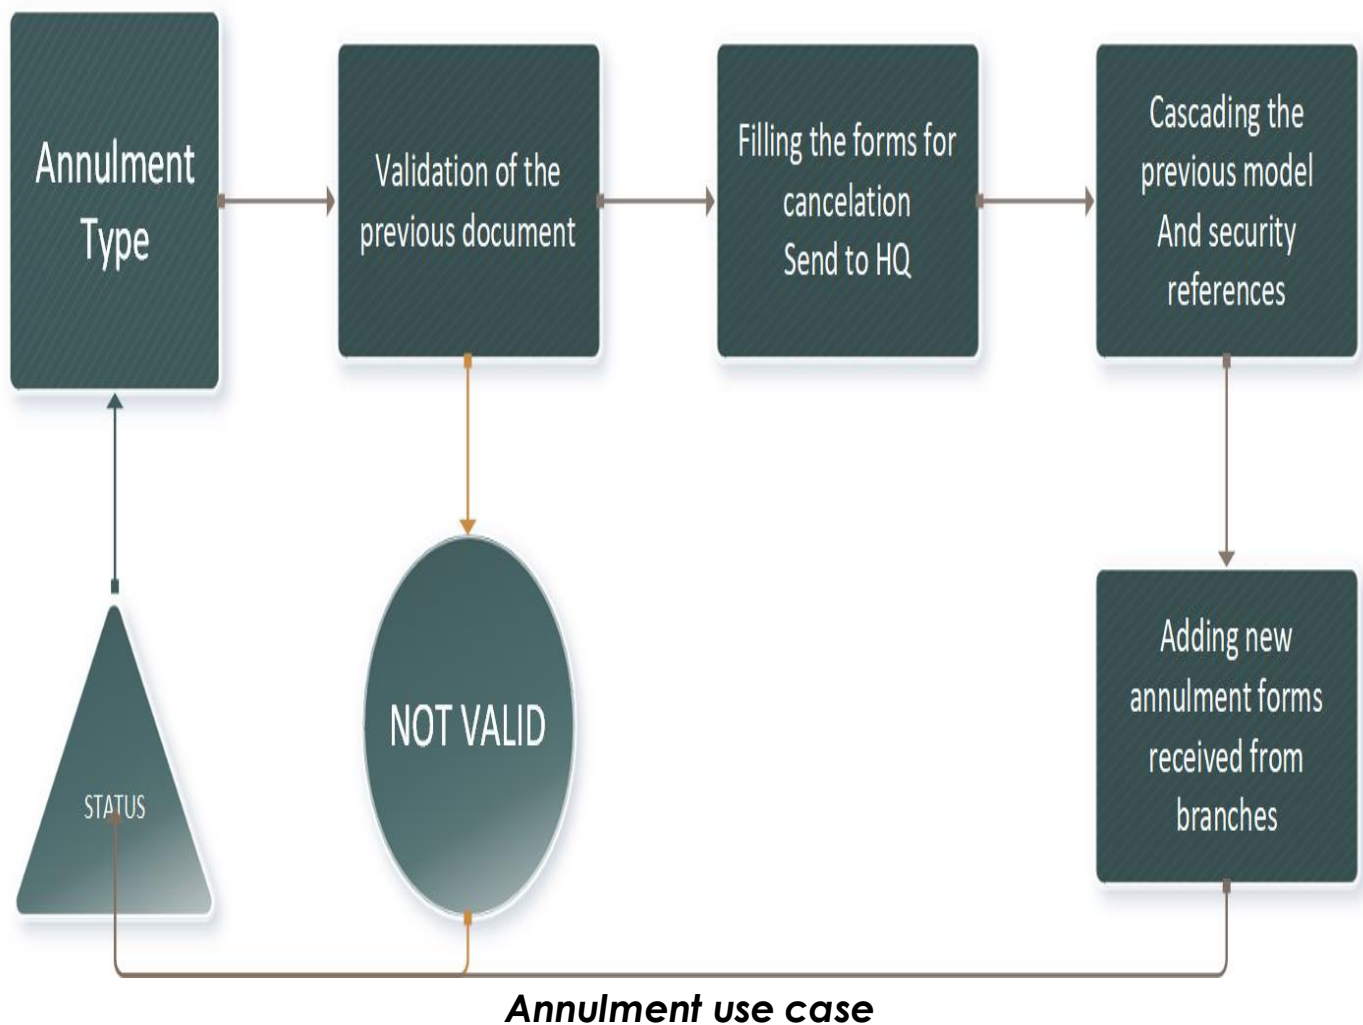 Annulment
Type
Validation of the
previous document
Filling the forms for
cancelation
Send to HQ
Cascading the
previous model
And security
references
STATUS
NOT VALID
Adding new
annulment forms
received from
branches
Annulment use case